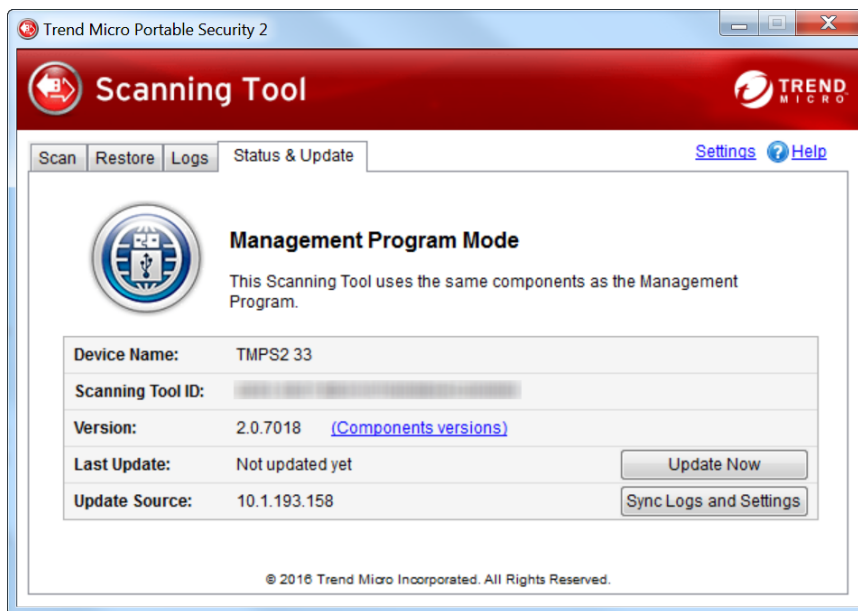 Trend Micro Portable Security 2
Scanning Tool
TREND
MICRO
Scan Restore Logs Status & Update
Settings ? Help
Management Program Mode
This Scanning Tool uses the same components as the Management
Program.
Device Name: TMPS2 33
Scanning Tool ID:
Version: 2.0.7018 (Components versions)
Last Update: Not updated yet Update Now
Update Source: 10.1.193.158 Sync Logs and Settings
© 2016 Trend Micro Incorporated. All Rights Reserved.